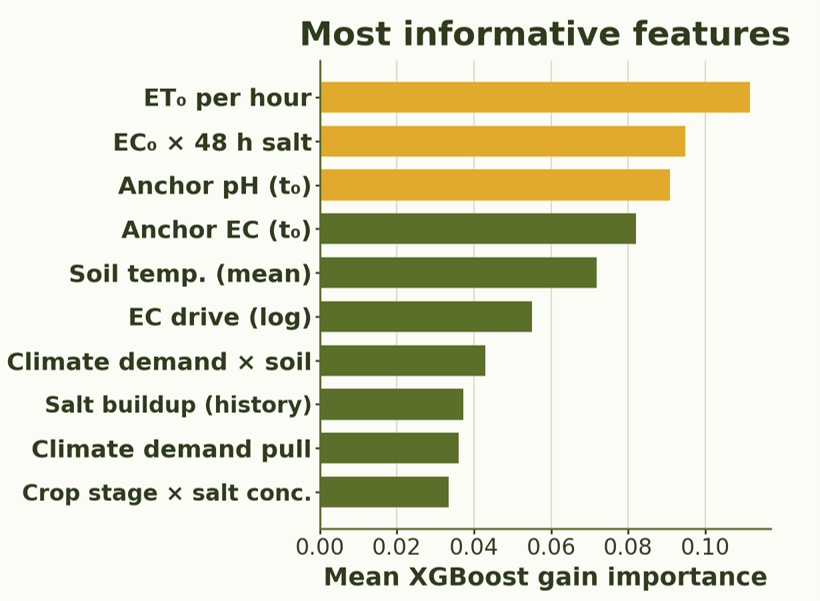 Most informative features
ET₀ per hour
EC₀ × 48 h salt
Anchor pH (t₀)
Anchor EC (t₀)
Soil temp. (mean)
EC drive (log)
Climate demand × soil
Salt buildup (history)
Climate demand pull
Crop stage × salt conc.
0.00 0.02 0.04 0.06 0.08 0.10
Mean XGBoost gain importance